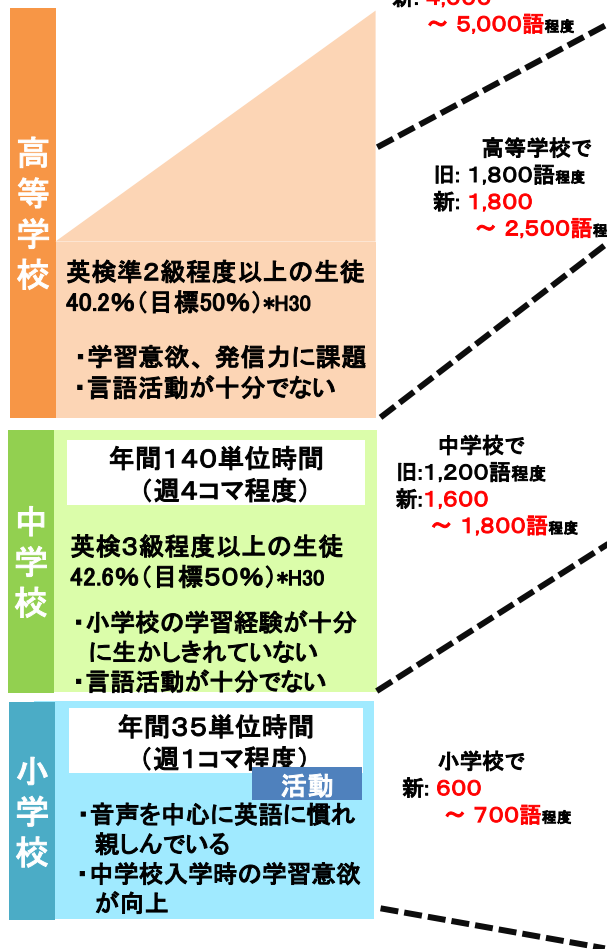 新: 4,000
～ 5,000語程度
高等学校
高等学校で
旧: 1,800語程度
新: 1,800
～ 2,500語程
英検準２級程度以上の生徒
40.2%（目標50%）*H30
・学習意欲、発信力に課題
・言語活動が十分でない
中学校
年間１４０単位時間
（週４コマ程度）
英検３級程度以上の生徒
42.6%（目標５０%）*H30
・小学校の学習経験が十分
に生かしきれていない
・言語活動が十分でない
中学校で
旧:1,200語程度
新:1,600
～ 1,800語程度
小学校
年間３５単位時間
（週１コマ程度）
活動
・音声を中心に英語に慣れ
親しんでいる
・中学校入学時の学習意欲
が向上
小学校で
新: 600
～ 700語程度